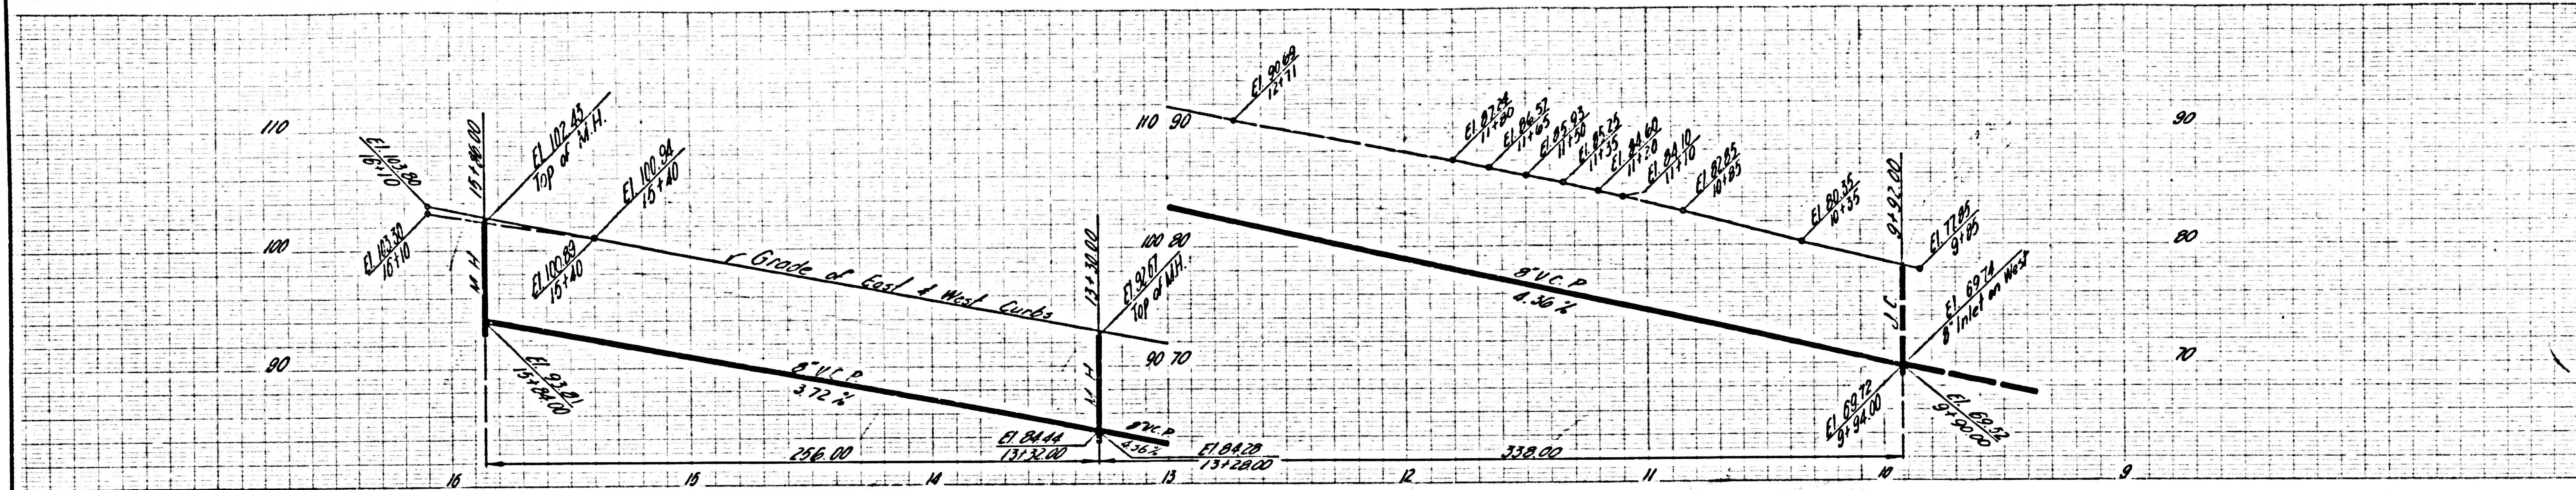 110
100
90
El. 103.80
16+10
El. 103.30
16+10
15+86.00
El. 102.43
Top of M.H.
El. 100.94
15+40
El. 100.89
15+40
M H
El. 93.81
15+84.00
Grade of East & West Curbs
8" V.C.P.
3.72 %
256.00
13+30.00
El. 92.67
Top of M.H.
M H
El. 84.44
13+32.00
8" V.C.P.
4.36 %
El. 84.28
13+28.00
110 90
100 80
90 70
El. 90.69
12+71
El. 87.24
11+80
El. 86.57
11+65
El. 85.93
11+50
El. 85.25
11+35
El. 84.60
11+20
El. 84.10
11+10
El. 82.85
10+85
El. 80.35
10+35
9+92.00
El. 77.85
9+85
8" V.C.P.
4.36 %
J.C.
El. 69.74
8" Inlet on West
El. 69.72
9+94.00
El. 69.52
9+90.00
338.00
90
80
70
16
15
14
13
12
11
10
9